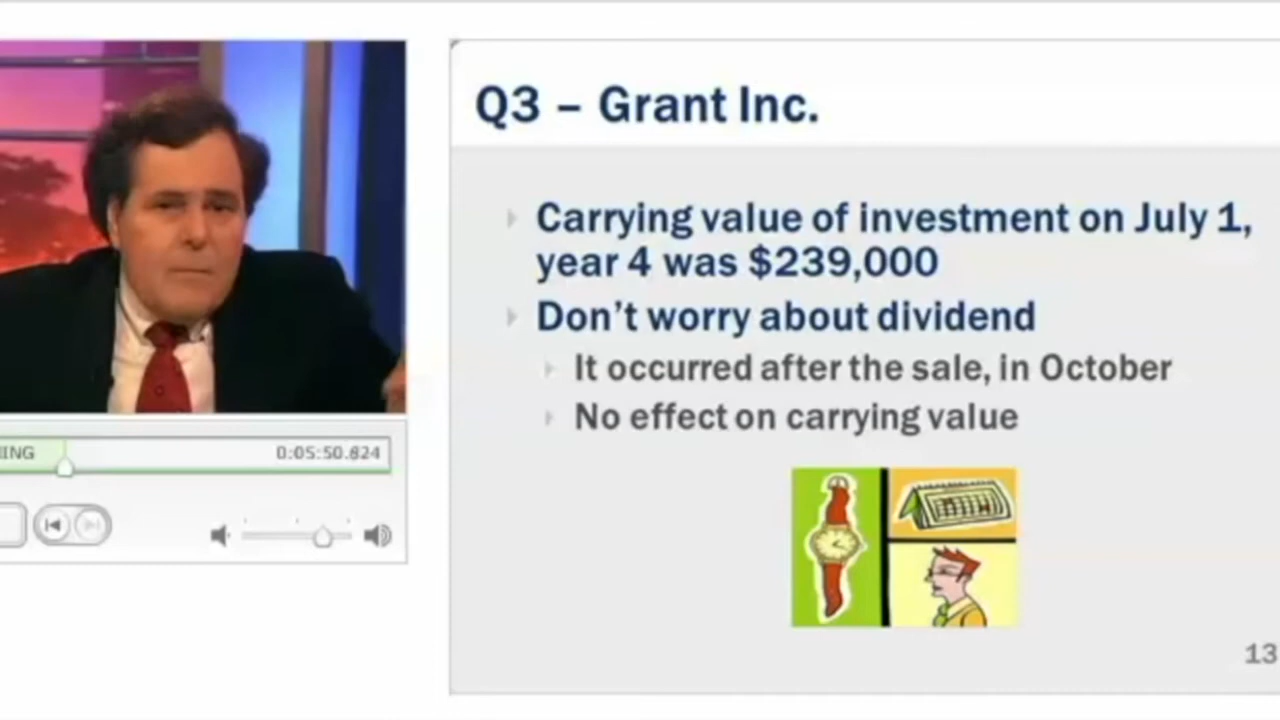 Q3 – Grant Inc.
Carrying value of investment on July 1,
year 4 was $239,000
Don't worry about dividend
It occurred after the sale, in October
No effect on carrying value
ING
0:05:50.824
13